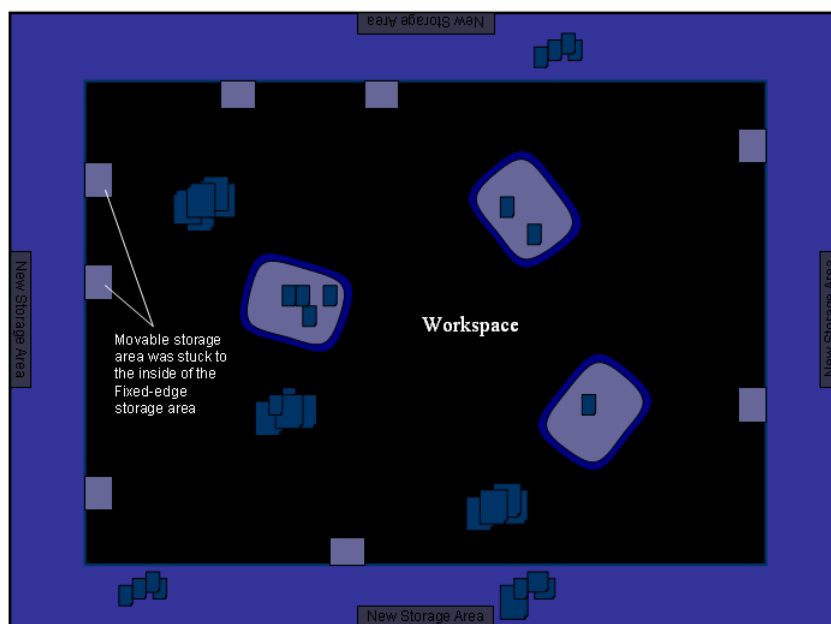 New Storage Area
New Storage Area
New Storage Area
Workspace
Movable storage
area was stuck to
the inside of the
Fixed-edge
storage area
New Storage Area